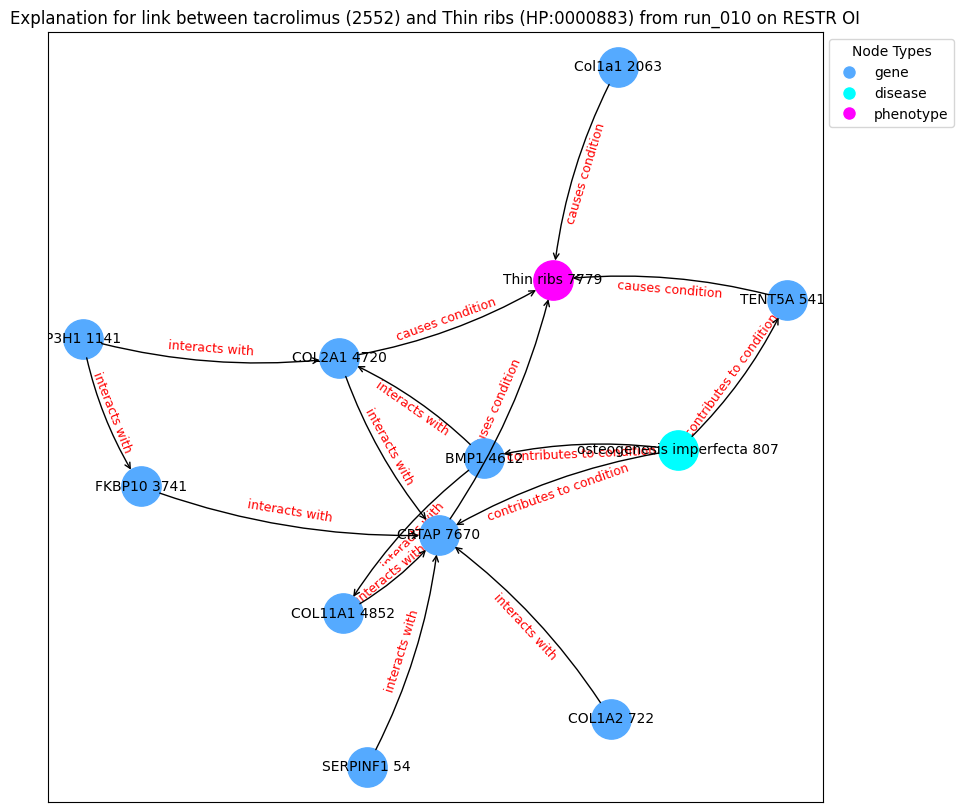 Explanation for link between tacrolimus (2552) and Thin ribs (HP:0000883) from run_010 on RESTR OI
Node Types
gene
disease
phenotype
Col1a1 2063
causes condition
Thin ribs 7779
causes condition
TENT5A 541
P3H1 1141
interacts with
COL2A1 4720
causes condition
contributes to condition
interacts with
interacts with
causes condition
osteogenesis imperfecta 807
BMP1 4612
contributes to condition
interacts with
FKBP10 3741
interacts with
contributes to condition
CRTAP 7670
interacts with
interacts with
COL11A1 4852
interacts with
interacts with
COL1A2 722
SERPINF1 54